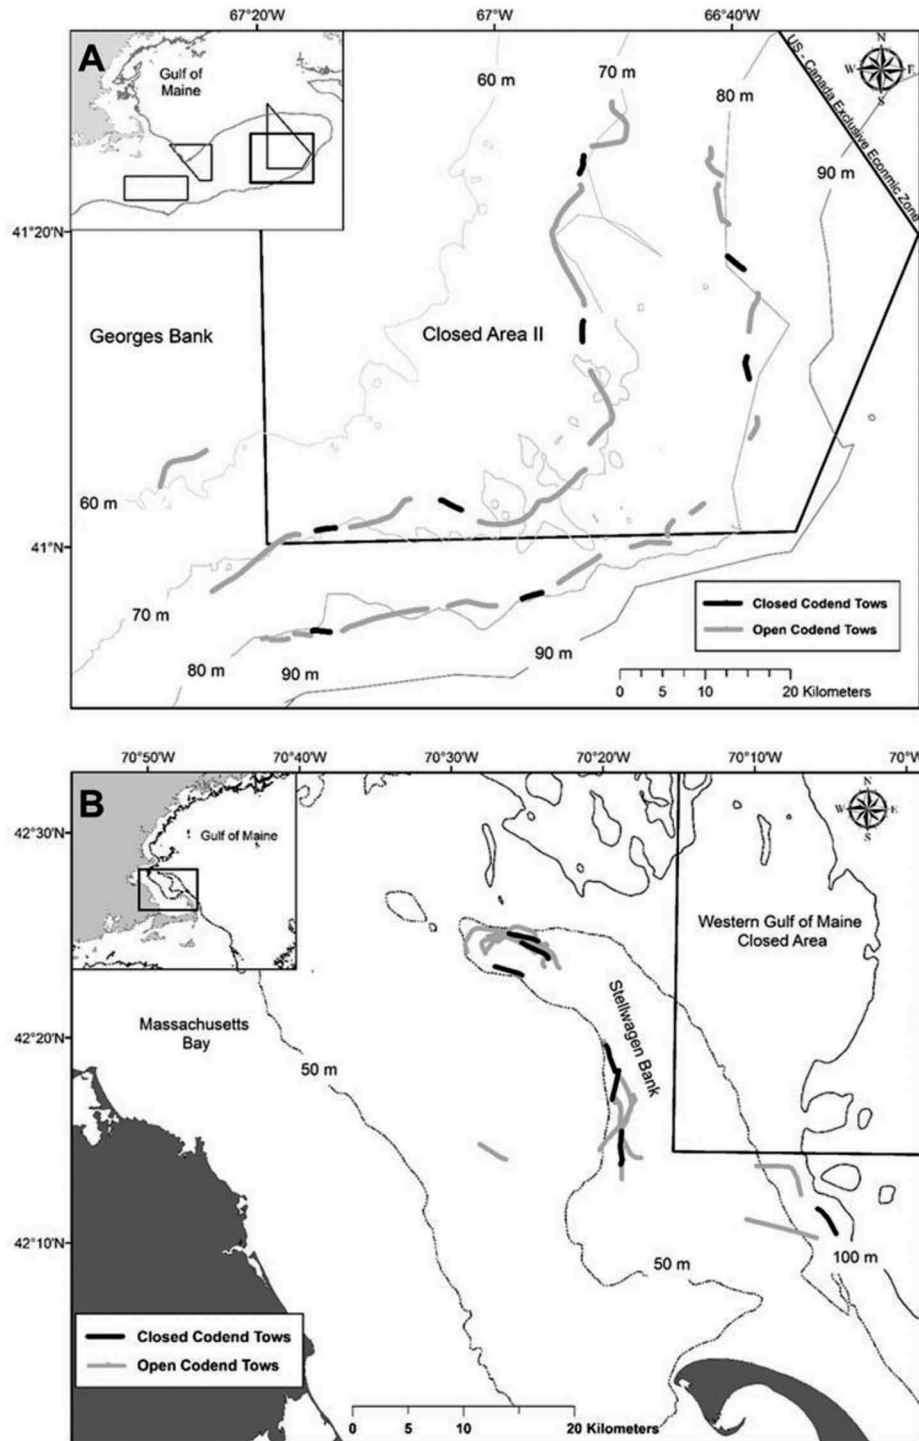 67°20'W 67°W 66°40'W
A
Gulf of
Maine
60 m
70 m
80 m
US - Canada Exclusive Econmic Zone
N
W E
S
90 m
41°20'N
Georges Bank
Closed Area II
60 m
41°N
70 m
80 m
90 m
90 m
Closed Codend Tows
Open Codend Tows
0 5 10 20 Kilometers
70°50'W 70°40'W 70°30'W 70°20'W 70°10'W 70°W
B
Gulf of Maine
N
W E
S
42°30'N
Western Gulf of Maine
Closed Area
Stellwagen Bank
Massachusetts
Bay
42°20'N
50 m
42°10'N
50 m
100 m
Closed Codend Tows
Open Codend Tows
0 5 10 20 Kilometers